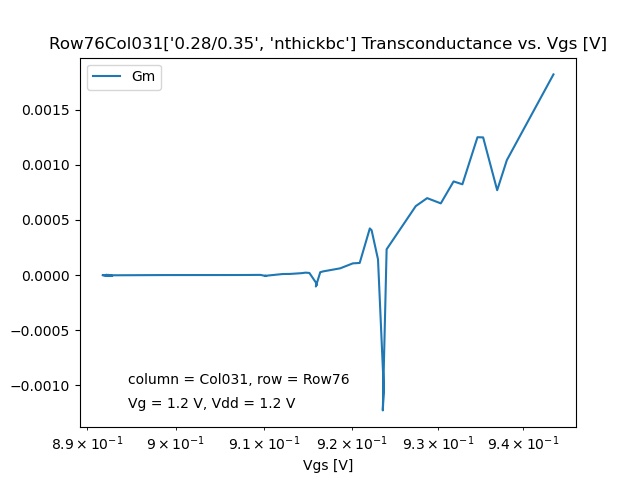 Row76Col031['0.28/0.35', 'nthickbc'] Transconductance vs. Vgs [V]
Gm
0.0015
0.0010
0.0005
0.0000
−0.0005
−0.0010
column = Col031, row = Row76
Vg = 1.2 V, Vdd = 1.2 V
8.9 × 10⁻¹ 9 × 10⁻¹ 9.1 × 10⁻¹ 9.2 × 10⁻¹ 9.3 × 10⁻¹ 9.4 × 10⁻¹
Vgs [V]